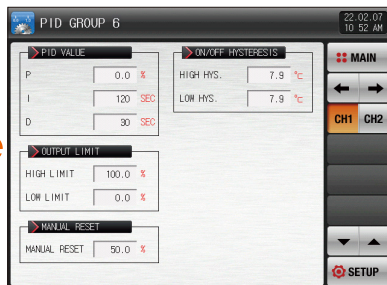 PID GROUP 6
22.02.07
10 52 AM
PID VALUE
P 0.0 %
I 120 SEC
D 30 SEC
ON/OFF HYSTERESIS
HIGH HYS. 7.9 ℃
LOW HYS. 7.9 ℃
OUTPUT LIMIT
HIGH LIMIT 100.0 %
LOW LIMIT 0.0 %
MANUAL RESET
MANUAL RESET 50.0 %
MAIN
CH1 CH2
SETUP
e